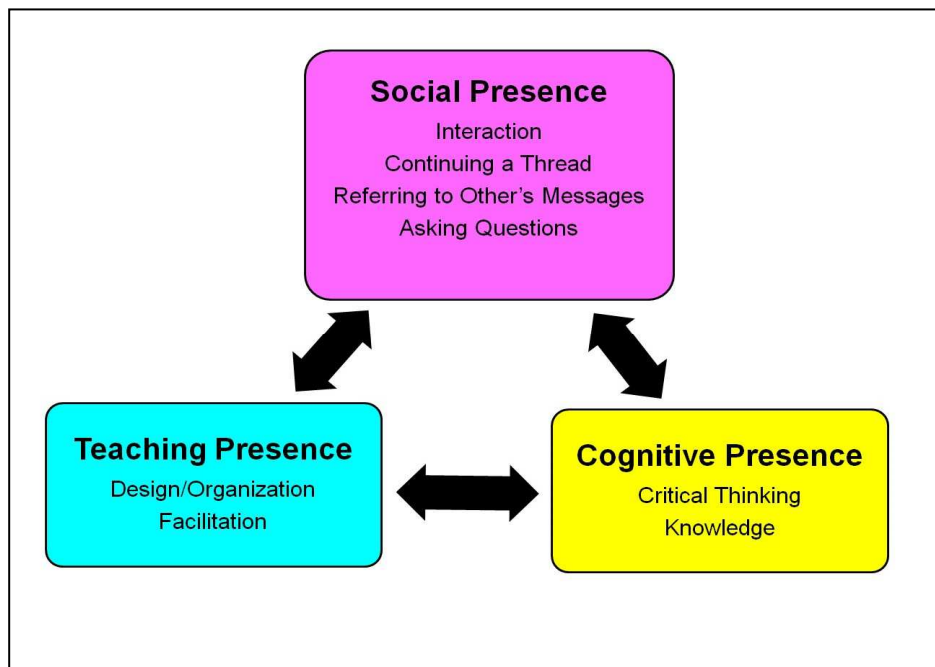 Social Presence
Interaction
Continuing a Thread
Referring to Other's Messages
Asking Questions
Teaching Presence
Design/Organization
Facilitation
Cognitive Presence
Critical Thinking
Knowledge